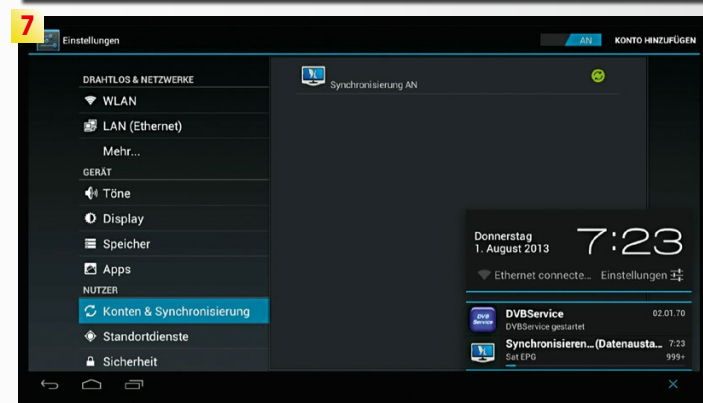 7
Einstellungen
AN
KONTO HINZUFÜGEN
DRAHTLOS & NETZWERKE
WLAN
LAN (Ethernet)
Mehr...
GERÄT
Töne
Display
Speicher
Apps
NUTZER
Konten & Synchronisierung
Standortdienste
Sicherheit
Synchronisierung AN
Donnerstag
1. August 2013
7:23
Ethernet connecte... Einstellungen
DVB Service
DVBService 02.01.70
DVBService gestartet
Synchronisieren...(Datenausta... 7:23
Sat EPG 999+